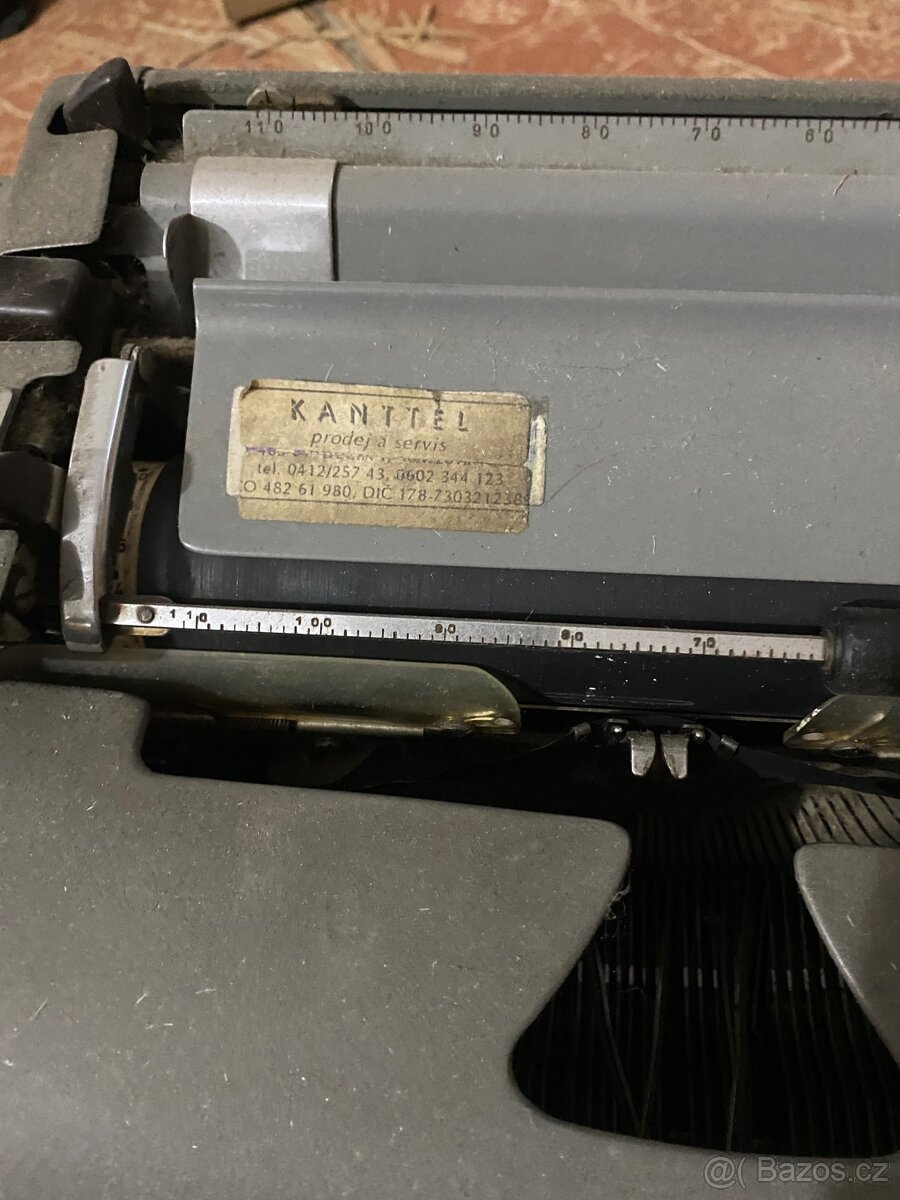 110 100 90 80 70 60
KANTTEL
prodej a servis
tel. 0412/257 43, 0602 344 123
O 482 61 980, DIČ 178-730321238
110 100 90 80 70
@( Bazos.cz